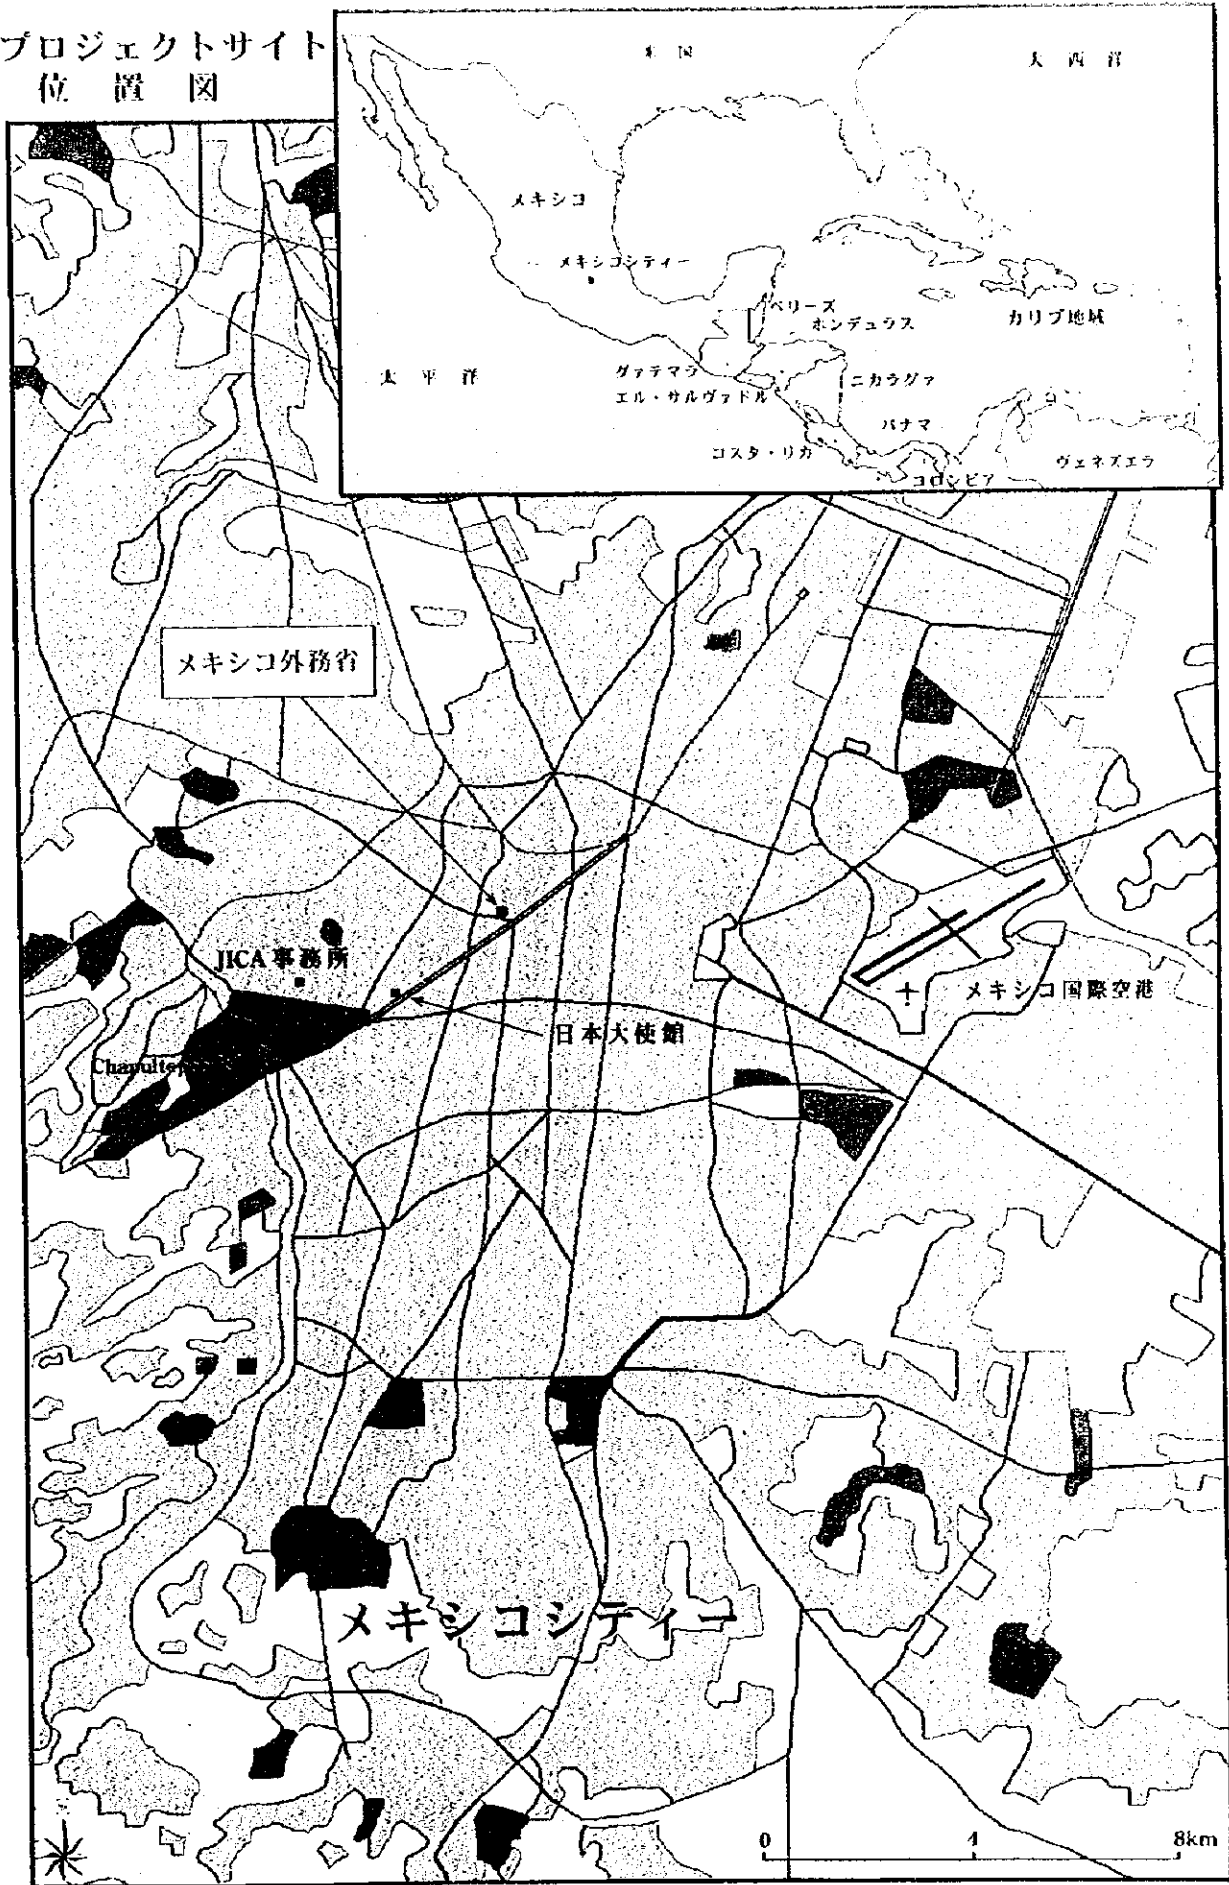 プロジェクトサイト
位置図
米国
大西洋
メキシコ
メキシコシティー
ベリーズ
ホンデュラス
カリブ地域
グァテマラ
ニカラグァ
太平洋
エル・サルヴァドル
パナマ
コスタ・リカ
ヴェネズエラ
コロンビア
メキシコ外務省
JICA事務所
メキシコ国際空港
日本大使館
メキシコシティー
0 4 8km